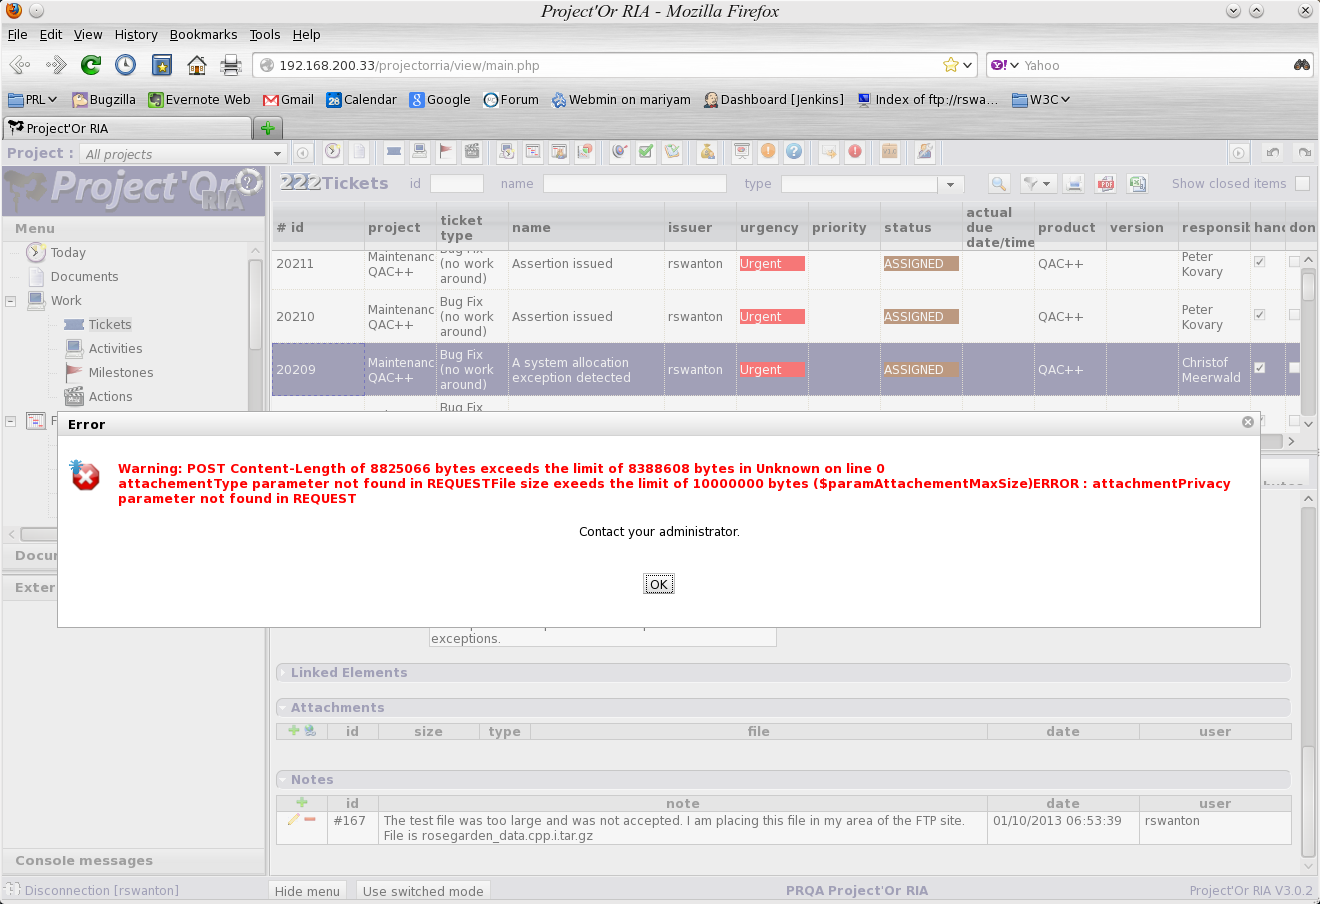 Project'Or RIA - Mozilla Firefox
File Edit View History Bookmarks Tools Help
192.168.200.33/projectorria/view/main.php
Yahoo
PRL Bugzilla Evernote Web Gmail 28 Calendar Google Forum Webmin on mariyam Dashboard [Jenkins] Index of ftp://rswa... W3C
Project'Or RIA
Project : All projects
Project'Or RIA
222 Tickets id name type Show closed items
Menu
# id project ticket type name issuer urgency priority status actual due date/time product version responsib hand don
Today
Documents
Work
Tickets
Activities
Milestones
Actions
20211 Maintenanc QAC++ Bug Fix (no work around) Assertion issued rswanton Urgent ASSIGNED QAC++ Peter Kovary
20210 Maintenanc QAC++ Bug Fix (no work around) Assertion issued rswanton Urgent ASSIGNED QAC++ Peter Kovary
20209 Maintenanc QAC++ Bug Fix (no work around) A system allocation exception detected rswanton Urgent ASSIGNED QAC++ Christof Meerwald
Bug Fix
Error
Warning: POST Content-Length of 8825066 bytes exceeds the limit of 8388608 bytes in Unknown on line 0
attachementType parameter not found in REQUESTFile size exeeds the limit of 10000000 bytes ($paramAttachementMaxSize)ERROR : attachmentPrivacy
parameter not found in REQUEST
Contact your administrator.
OK
Docum
Extern
exceptions.
Linked Elements
Attachments
id size type file date user
Notes
id note date user
#167 The test file was too large and was not accepted. I am placing this file in my area of the FTP site. 01/10/2013 06:53:39 rswanton
File is rosegarden_data.cpp.i.tar.gz
Console messages
Disconnection [rswanton] Hide menu Use switched mode PRQA Project'Or RIA Project'Or RIA V3.0.2